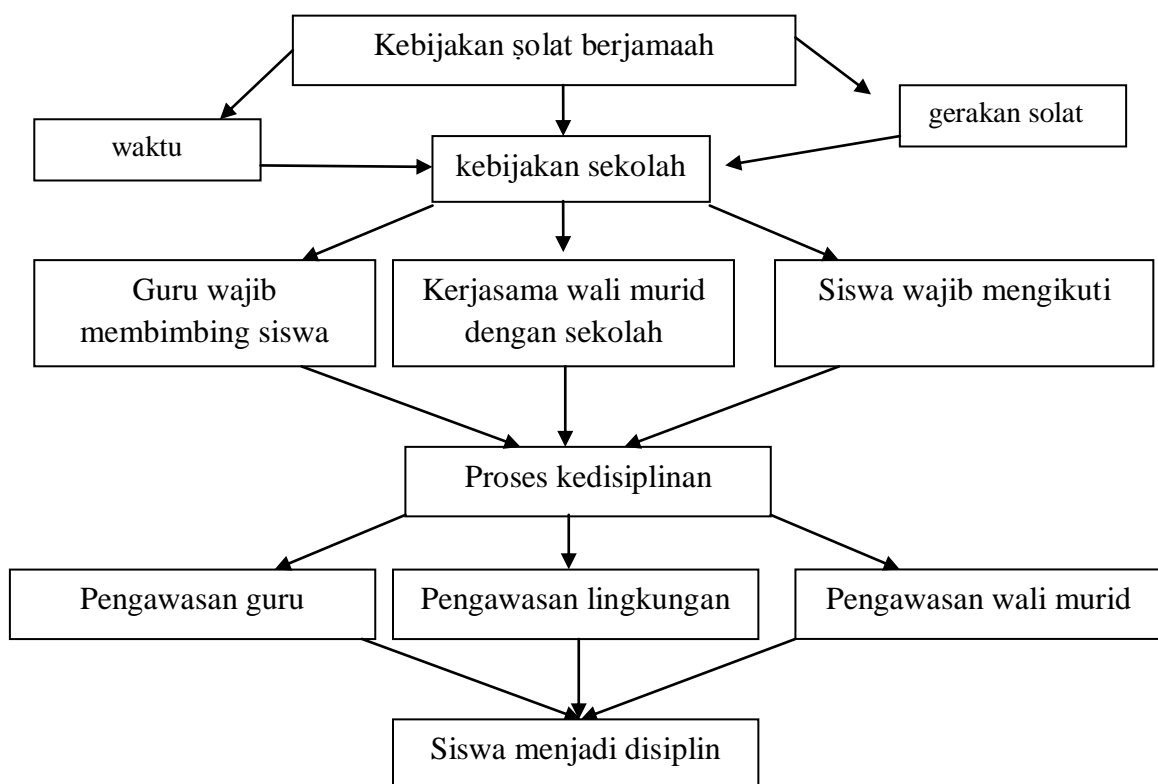 Kebijakan ṣolat berjamaah
gerakan solat
waktu
kebijakan sekolah
Guru wajib
membimbing siswa
Kerjasama wali murid
dengan sekolah
Siswa wajib mengikuti
Proses kedisiplinan
Pengawasan guru
Pengawasan lingkungan
Pengawasan wali murid
Siswa menjadi disiplin